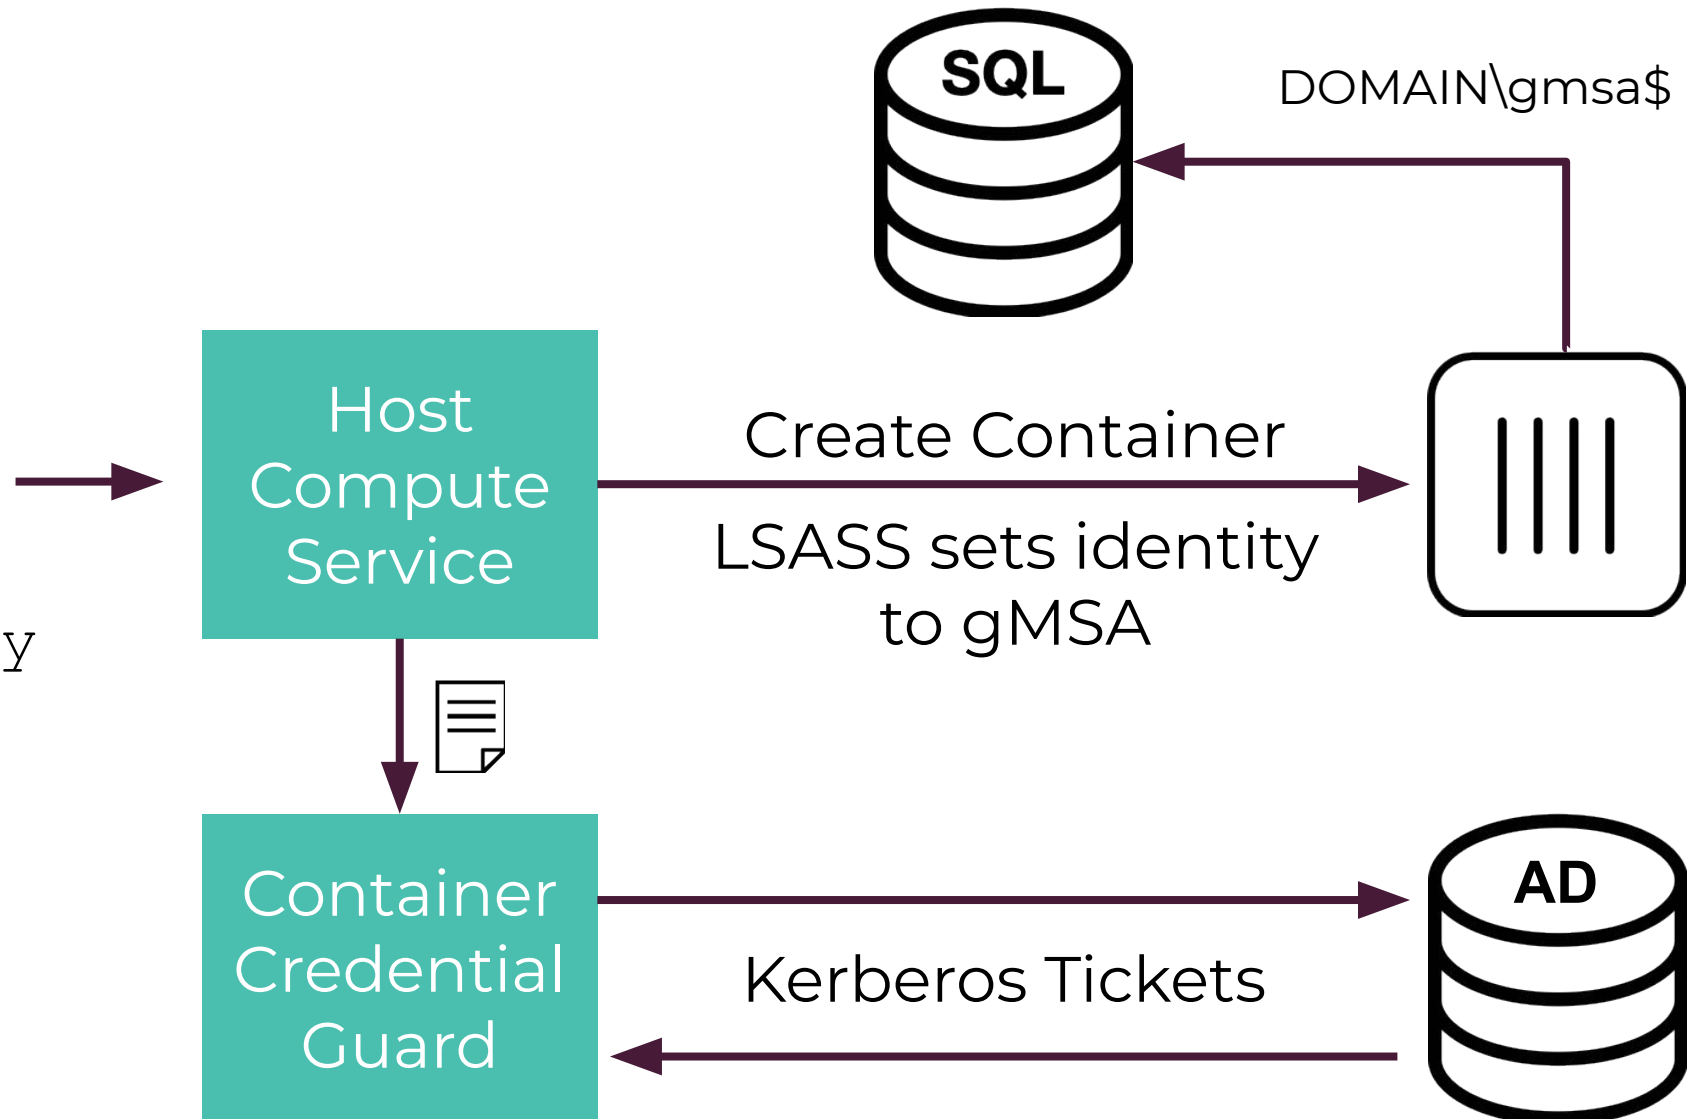 SQL
DOMAIN\gmsa$
Host
Compute
Service
Create Container
LSASS sets identity
to gMSA
y
Container
Credential
Guard
Kerberos Tickets
AD